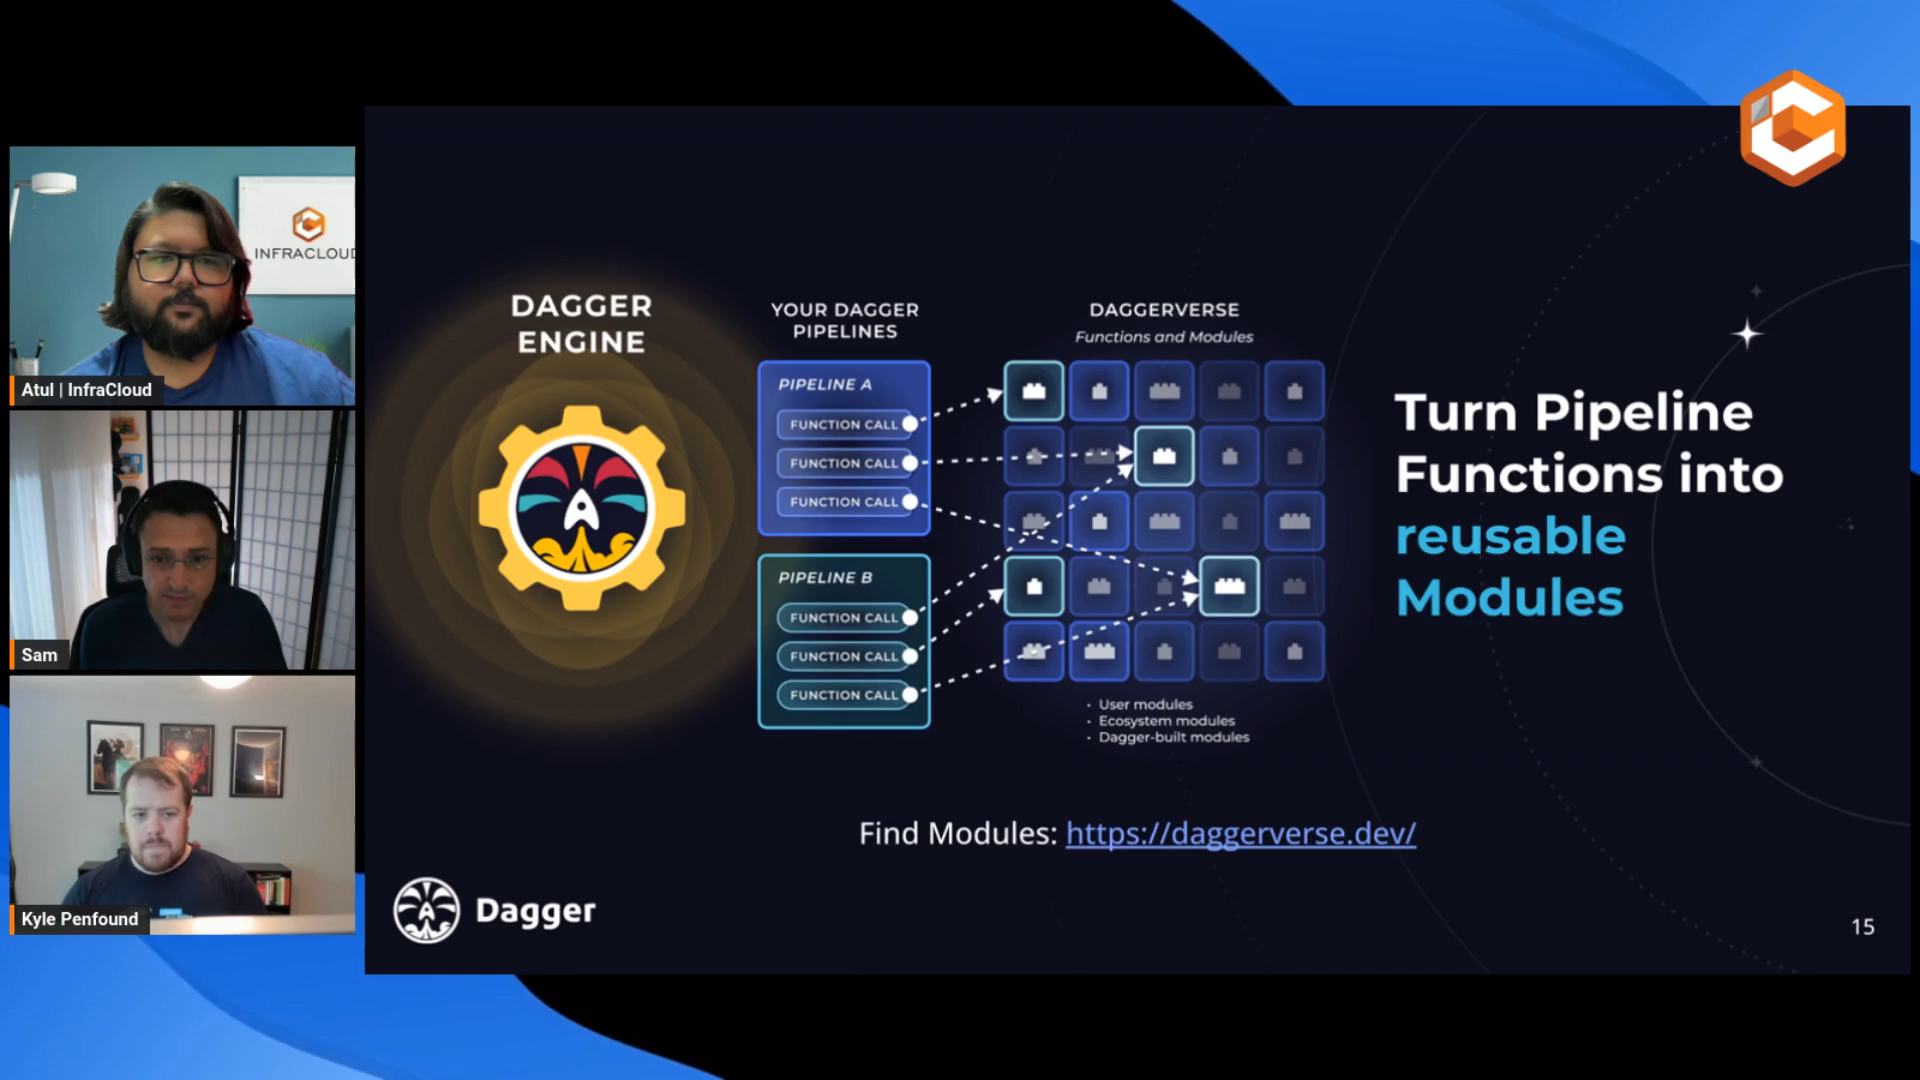 INFRACLOUD
Atul | InfraCloud
Sam
Kyle Penfound
DAGGER
ENGINE
YOUR DAGGER
PIPELINES
PIPELINE A
FUNCTION CALL
FUNCTION CALL
FUNCTION CALL
PIPELINE B
FUNCTION CALL
FUNCTION CALL
FUNCTION CALL
DAGGERVERSE
Functions and Modules
• User modules
• Ecosystem modules
• Dagger-built modules
Turn Pipeline
Functions into
reusable
Modules
Find Modules: https://daggerverse.dev/
Dagger
15